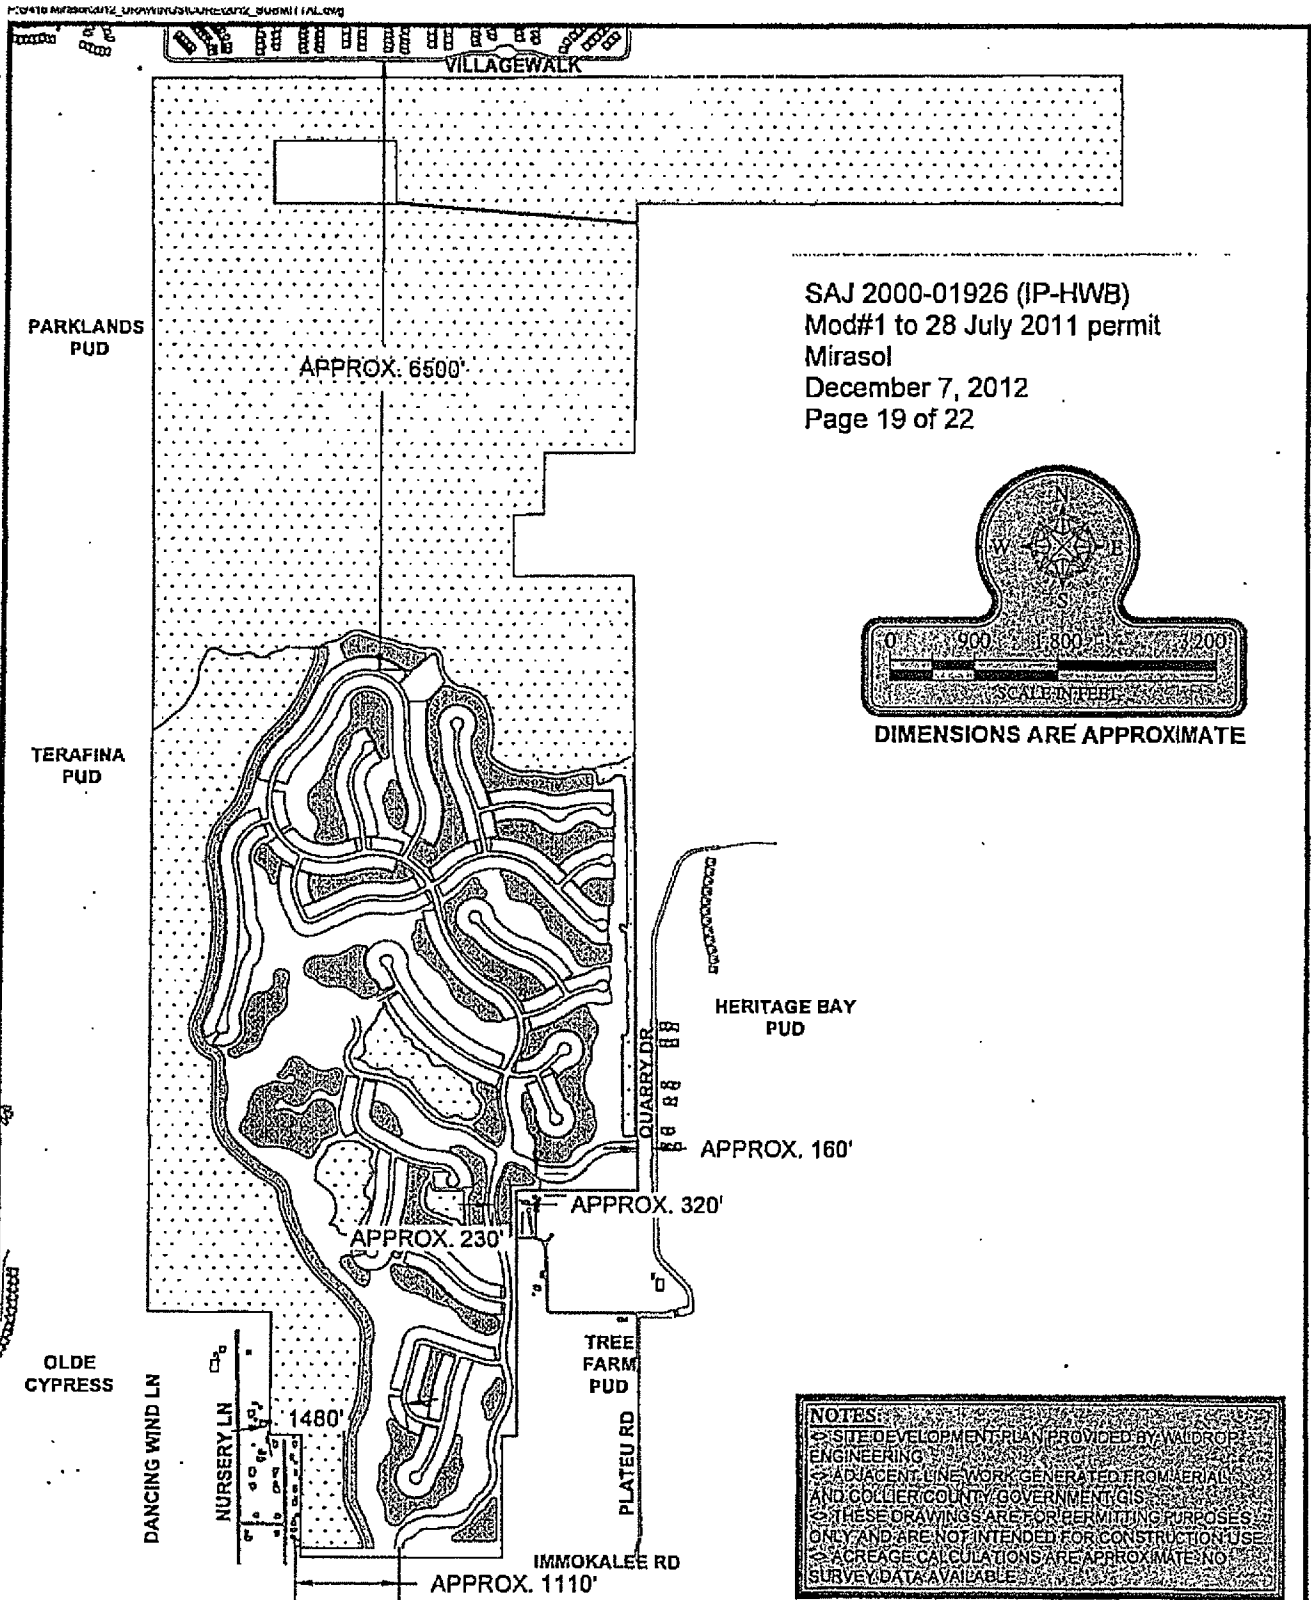 VILLAGEWALK
PARKLANDS
PUD
APPROX. 6500'
SAJ 2000-01926 (IP-HWB)
Mod#1 to 28 July 2011 permit
Mirasol
December 7, 2012
Page 19 of 22
N
W E
S
0 900 1800 3200
SCALE IN FEET
DIMENSIONS ARE APPROXIMATE
TERAFINA
PUD
HERITAGE BAY
PUD
QUARRY DR
APPROX. 160'
APPROX. 320'
APPROX. 230'
OLDE
CYPRESS
DANCING WIND LN
NURSERY LN
1480'
TREE
FARM
PUD
PLATEU RD
IMMOKALEE RD
APPROX. 1110'
NOTES:
<> SITE DEVELOPMENT PLAN PROVIDED BY WALDROP
ENGINEERING
<> ADJACENT LINE WORK GENERATED FROM AERIAL
AND COLLIER COUNTY GOVERNMENT GIS
<> THESE DRAWINGS ARE FOR PERMITTING PURPOSES
ONLY AND ARE NOT INTENDED FOR CONSTRUCTION USE
<> ACREAGE CALCULATIONS ARE APPROXIMATE NO
SURVEY DATA AVAILABLE